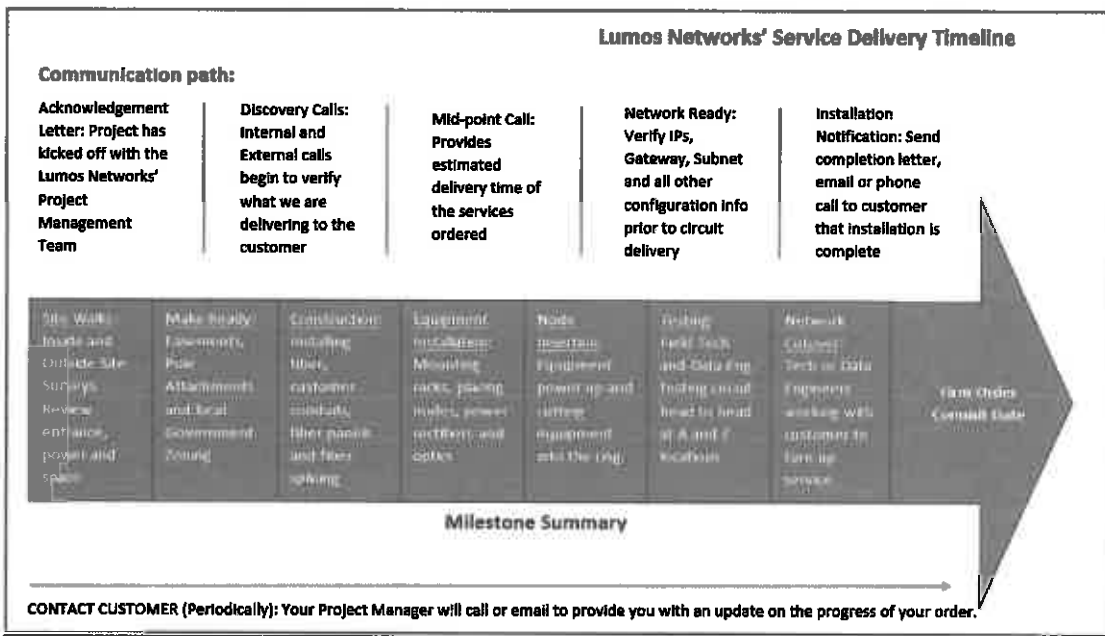 Lumos Networks' Service Delivery Timeline
Communication path:
Acknowledgement
Letter: Project has
kicked off with the
Lumos Networks'
Project
Management
Team
Discovery Calls:
Internal and
External calls
begin to verify
what we are
delivering to the
customer
Mid-point Call:
Provides
estimated
delivery time of
the services
ordered
Network Ready:
Verify IPs,
Gateway, Subnet
and all other
configuration info
prior to circuit
delivery
Installation
Notification: Send
completion letter,
email or phone
call to customer
that installation is
complete
Site Walks:
Inside and
Outside Site
Surveys
Review
entrance,
power and
space
Make Ready:
Easements,
Pole
Attachments
and local
Government
Zoning
Construction:
Installing
fiber,
customer
conduits,
fiber panels
and fiber
splicing
Equipment
Installation:
Mounting
racks, placing
nodes, power
rectifiers and
optics
Node
Insertion:
Equipment
power up and
cutting
equipment
into the ring.
Testing:
Field Tech
and Data Eng
Testing circuit
head to head
at A and Z
locations
Network
Cutover:
Tech or Data
Engineers
working with
customer to
turn up
service
Firm Order
Commit Date
Milestone Summary
CONTACT CUSTOMER (Periodically): Your Project Manager will call or email to provide you with an update on the progress of your order.